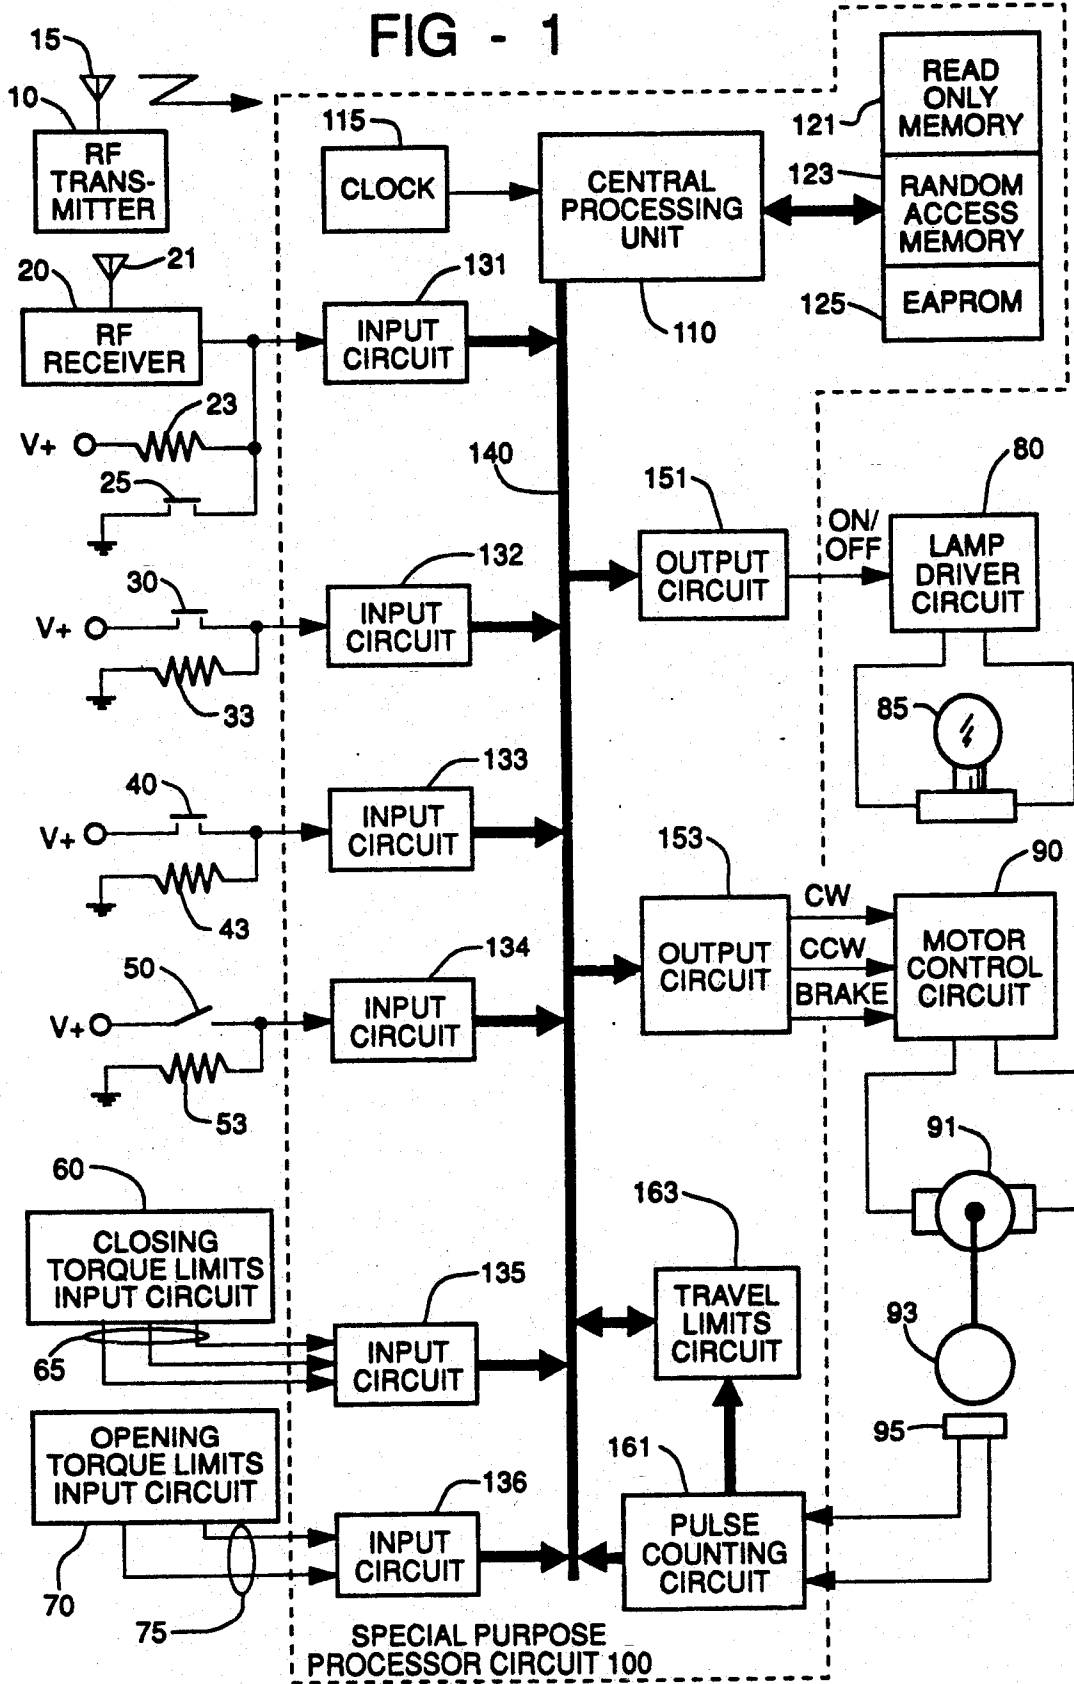 FIG - 1
15
10
RF
TRANS-
MITTER
115
CLOCK
CENTRAL
PROCESSING
UNIT
110
121
READ
ONLY
MEMORY
123
RANDOM
ACCESS
MEMORY
125
EAPROM
20
21
RF
RECEIVER
131
INPUT
CIRCUIT
23
V+
25
140
151
OUTPUT
CIRCUIT
ON/
OFF
80
LAMP
DRIVER
CIRCUIT
85
30
V+
33
132
INPUT
CIRCUIT
40
V+
43
133
INPUT
CIRCUIT
153
OUTPUT
CIRCUIT
CW
CCW
BRAKE
90
MOTOR
CONTROL
CIRCUIT
50
V+
53
134
INPUT
CIRCUIT
91
93
95
60
CLOSING
TORQUE LIMITS
INPUT CIRCUIT
65
135
INPUT
CIRCUIT
163
TRAVEL
LIMITS
CIRCUIT
OPENING
TORQUE LIMITS
INPUT CIRCUIT
70
75
136
INPUT
CIRCUIT
161
PULSE
COUNTING
CIRCUIT
SPECIAL PURPOSE
PROCESSOR CIRCUIT 100